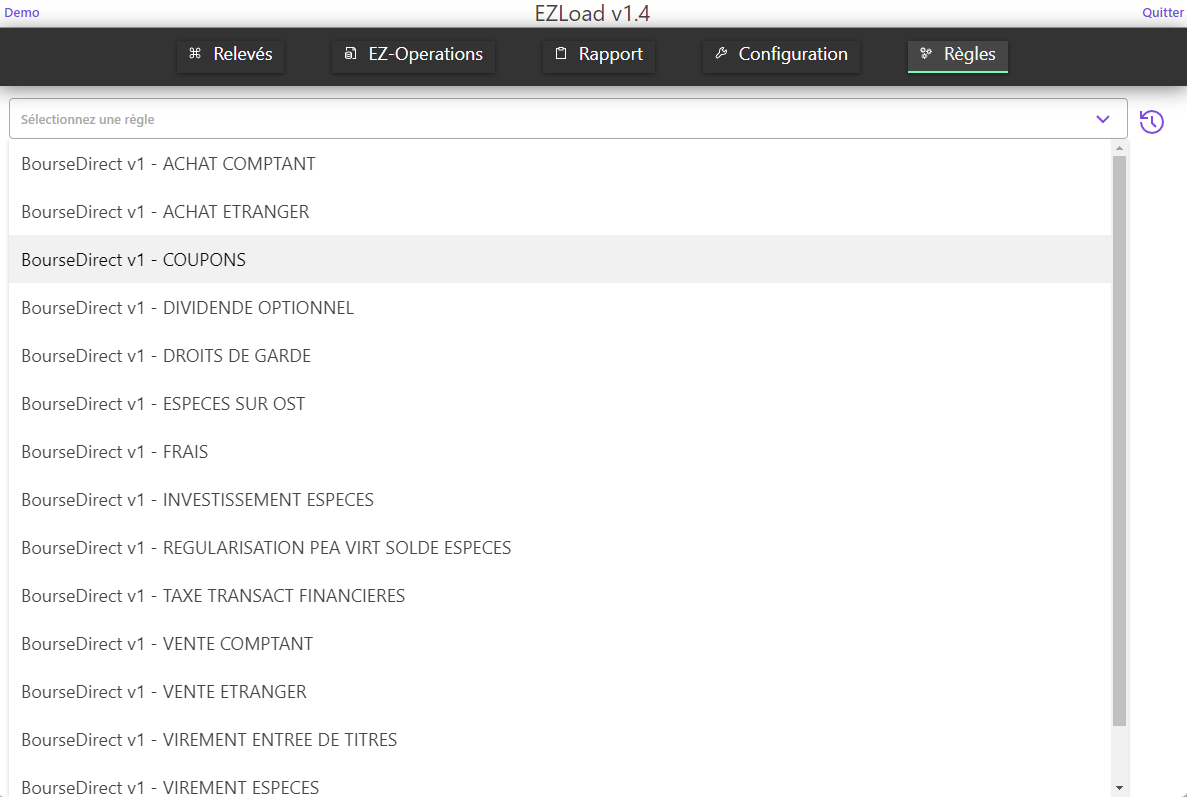 Demo
EZLoad v1.4
Quitter
Relevés
EZ-Operations
Rapport
Configuration
Règles
Sélectionnez une règle
BourseDirect v1 - ACHAT COMPTANT
BourseDirect v1 - ACHAT ETRANGER
BourseDirect v1 - COUPONS
BourseDirect v1 - DIVIDENDE OPTIONNEL
BourseDirect v1 - DROITS DE GARDE
BourseDirect v1 - ESPECES SUR OST
BourseDirect v1 - FRAIS
BourseDirect v1 - INVESTISSEMENT ESPECES
BourseDirect v1 - REGULARISATION PEA VIRT SOLDE ESPECES
BourseDirect v1 - TAXE TRANSACT FINANCIERES
BourseDirect v1 - VENTE COMPTANT
BourseDirect v1 - VENTE ETRANGER
BourseDirect v1 - VIREMENT ENTREE DE TITRES
BourseDirect v1 - VIREMENT ESPECES